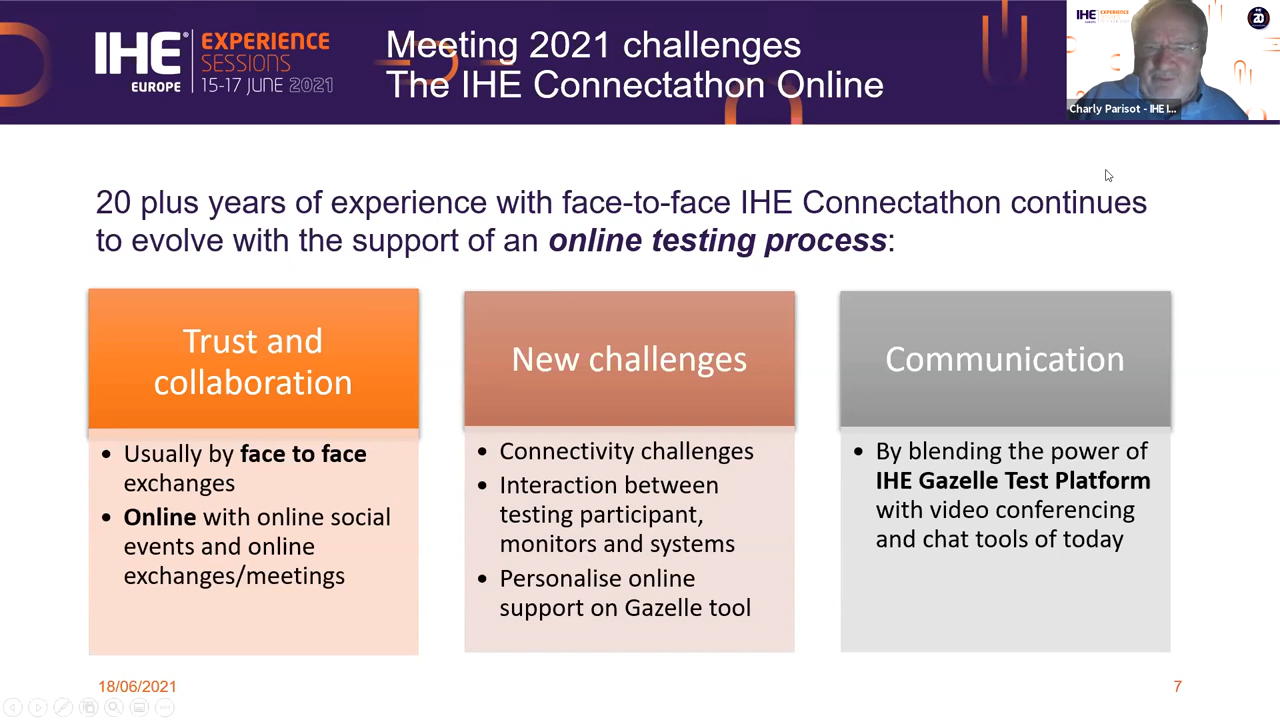 IHE® EUROPE
EXPERIENCE
SESSIONS
15-17 JUNE 2021
Meeting 2021 challenges
The IHE Connectathon Online
IHE
20
Charly Parisot - IHE I...
20 plus years of experience with face-to-face IHE Connectathon continues
to evolve with the support of an online testing process:
Trust and
collaboration
• Usually by face to face
exchanges
• Online with online social
events and online
exchanges/meetings
New challenges
• Connectivity challenges
• Interaction between
testing participant,
monitors and systems
• Personalise online
support on Gazelle tool
Communication
• By blending the power of
IHE Gazelle Test Platform
with video conferencing
and chat tools of today
18/06/2021
7